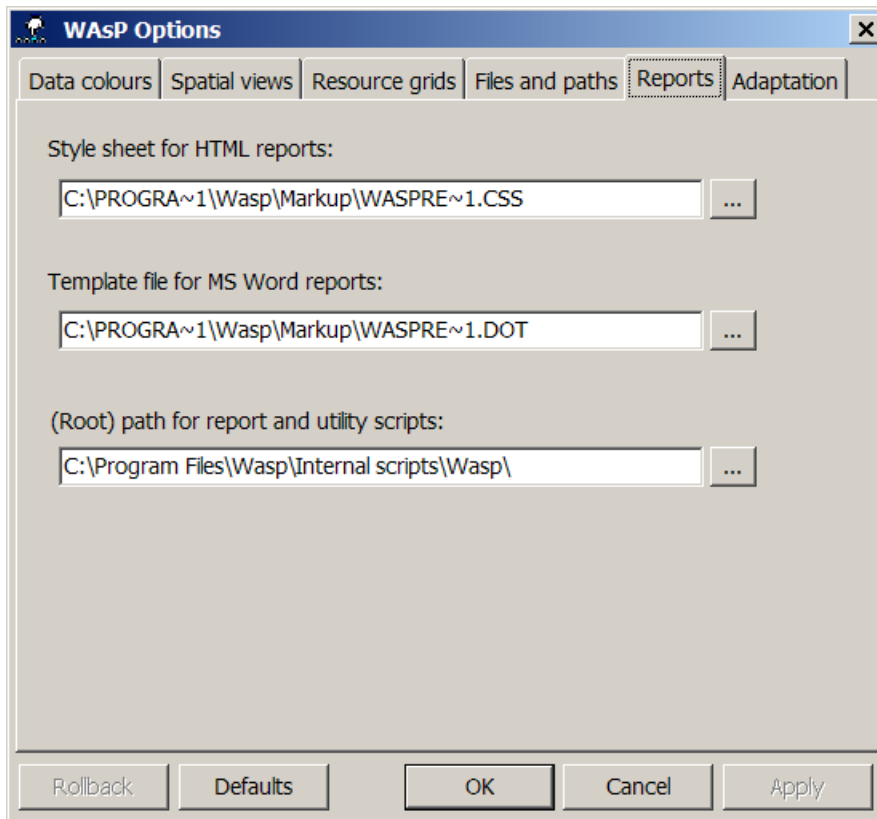 WAsP Options
Data colours Spatial views Resource grids Files and paths Reports Adaptation
Style sheet for HTML reports:
C:\PROGRA~1\Wasp\Markup\WASPRE~1.CSS ...
Template file for MS Word reports:
C:\PROGRA~1\Wasp\Markup\WASPRE~1.DOT ...
(Root) path for report and utility scripts:
C:\Program Files\Wasp\Internal scripts\Wasp\ ...
Rollback Defaults OK Cancel Apply